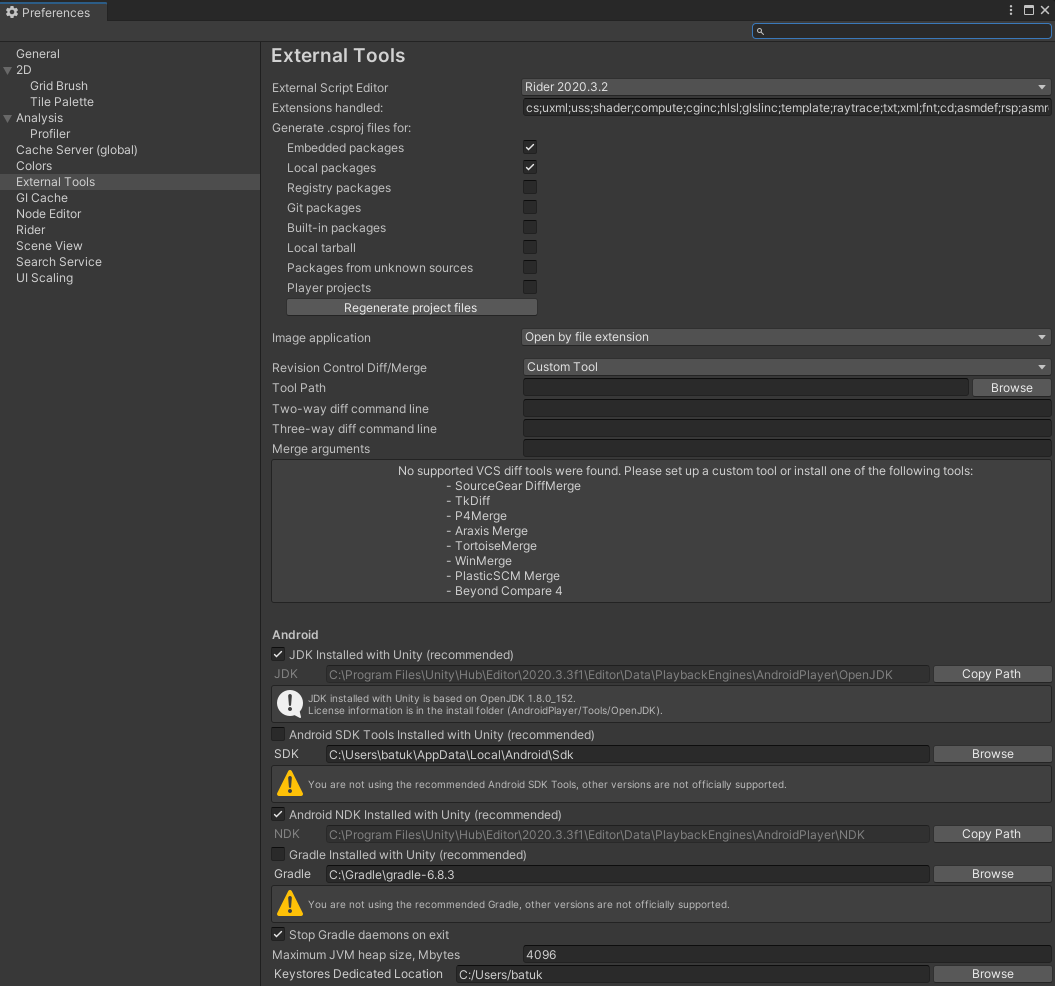 Preferences
General
2D
Grid Brush
Tile Palette
Analysis
Profiler
Cache Server (global)
Colors
External Tools
GI Cache
Node Editor
Rider
Scene View
Search Service
UI Scaling
External Tools
External Script Editor Rider 2020.3.2
Extensions handled: cs;uxml;uss;shader;compute;cginc;hlsl;glslinc;template;raytrace;txt;xml;fnt;cd;asmdef;rsp;asmr
Generate .csproj files for:
Embedded packages
Local packages
Registry packages
Git packages
Built-in packages
Local tarball
Packages from unknown sources
Player projects
Regenerate project files
Image application Open by file extension
Revision Control Diff/Merge Custom Tool
Tool Path Browse
Two-way diff command line
Three-way diff command line
Merge arguments
No supported VCS diff tools were found. Please set up a custom tool or install one of the following tools:
- SourceGear DiffMerge
- TkDiff
- P4Merge
- Araxis Merge
- TortoiseMerge
- WinMerge
- PlasticSCM Merge
- Beyond Compare 4
Android
JDK Installed with Unity (recommended)
JDK C:\Program Files\Unity\Hub\Editor\2020.3.3f1\Editor\Data\PlaybackEngines\AndroidPlayer\OpenJDK Copy Path
JDK installed with Unity is based on OpenJDK 1.8.0_152.
License information is in the install folder (AndroidPlayer/Tools/OpenJDK).
Android SDK Tools Installed with Unity (recommended)
SDK C:\Users\batuk\AppData\Local\Android\Sdk Browse
You are not using the recommended Android SDK Tools, other versions are not officially supported.
Android NDK Installed with Unity (recommended)
NDK C:\Program Files\Unity\Hub\Editor\2020.3.3f1\Editor\Data\PlaybackEngines\AndroidPlayer\NDK Copy Path
Gradle Installed with Unity (recommended)
Gradle C:\Gradle\gradle-6.8.3 Browse
You are not using the recommended Gradle, other versions are not officially supported.
Stop Gradle daemons on exit
Maximum JVM heap size, Mbytes 4096
Keystores Dedicated Location C:/Users/batuk Browse